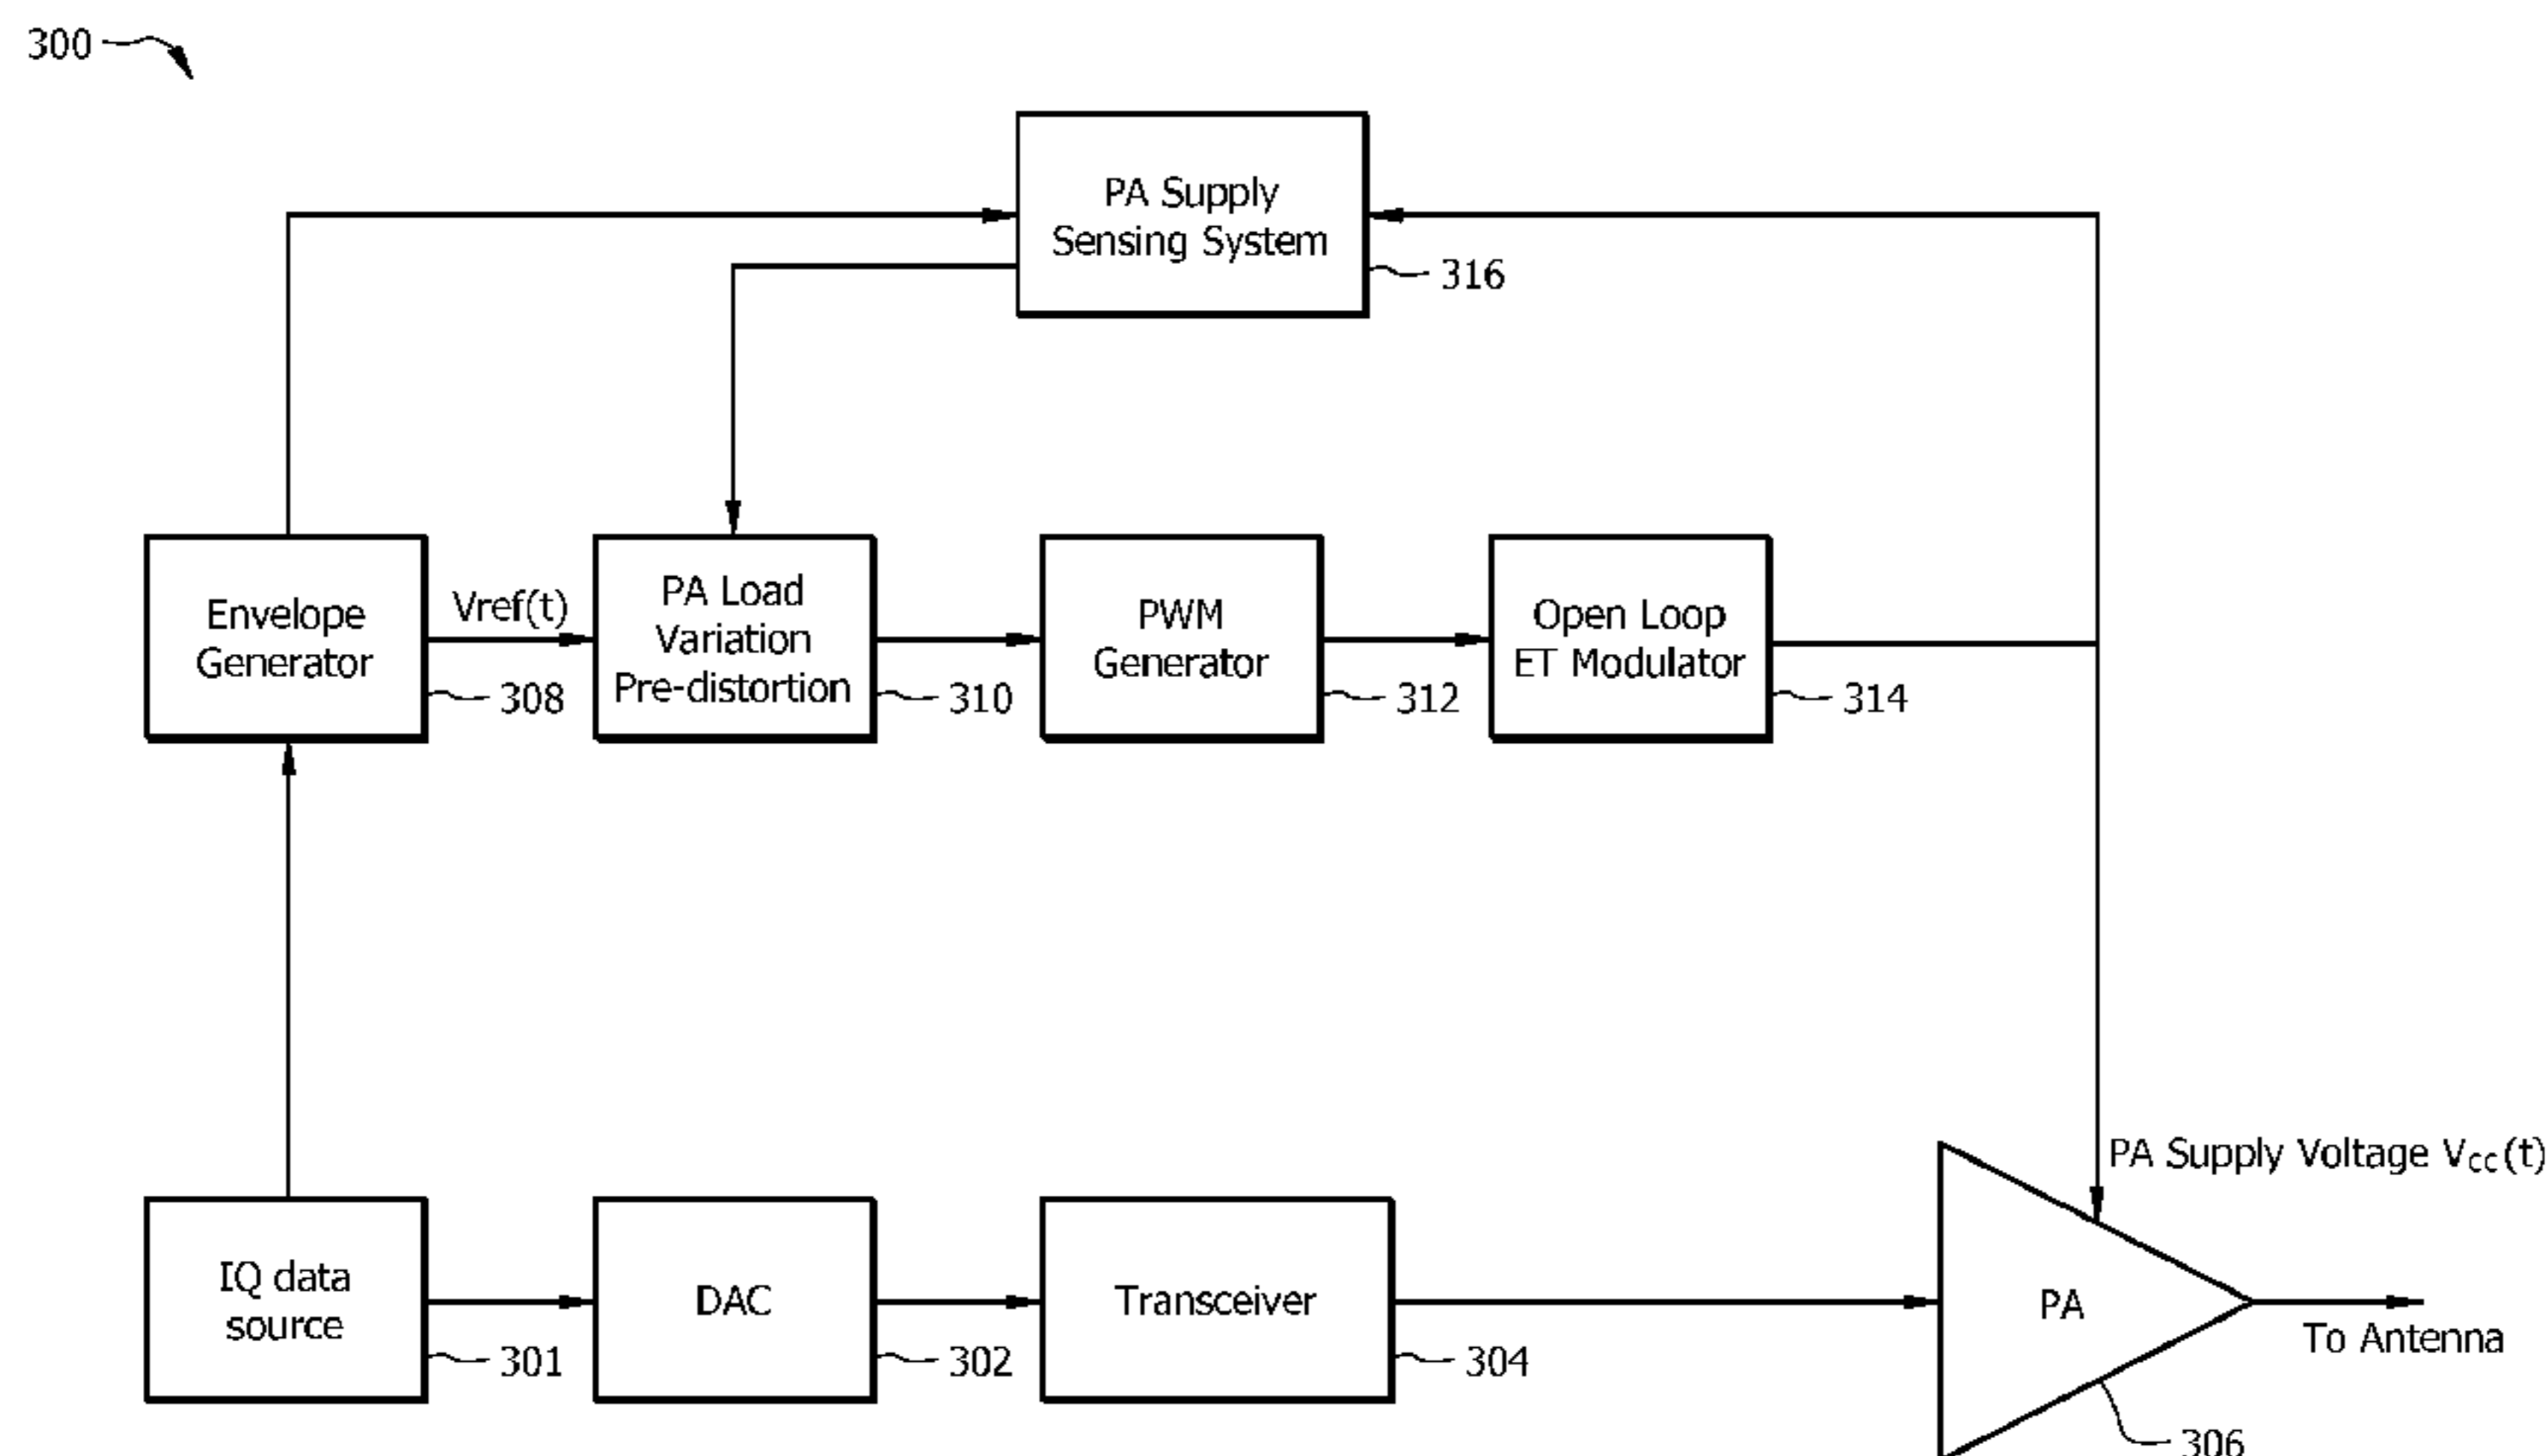 300
PA Supply
Sensing System
316
Envelope
Generator
308
Vref(t)
PA Load
Variation
Pre-distortion
310
PWM
Generator
312
Open Loop
ET Modulator
314
PA Supply Voltage VCC(t)
IQ data
source
301
DAC
302
Transceiver
304
PA
306
To Antenna